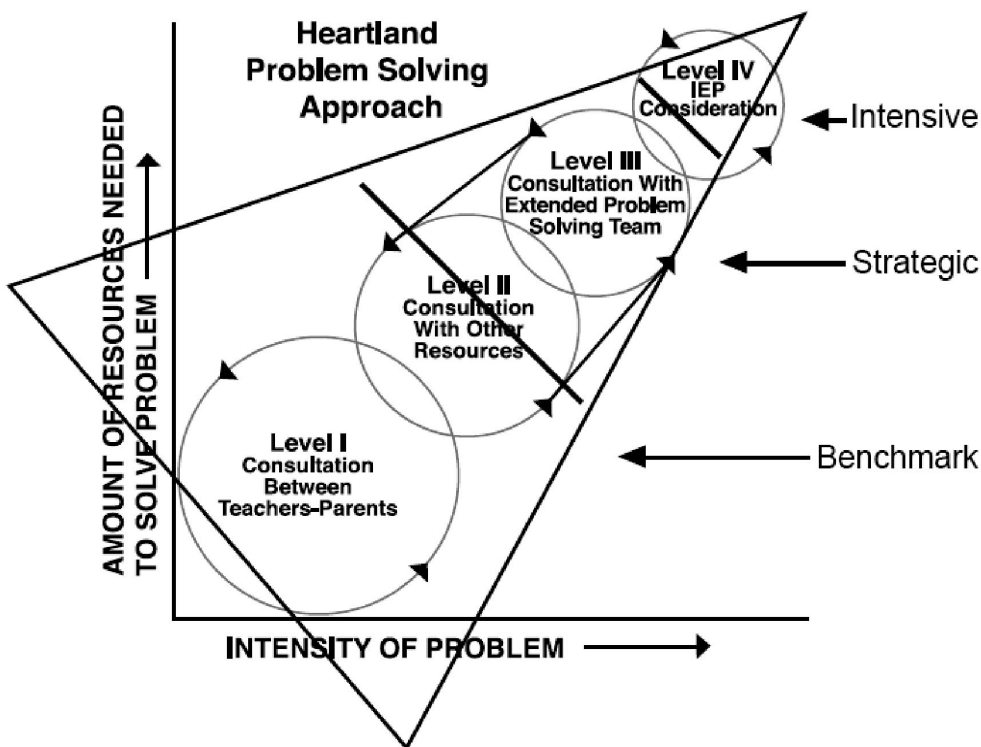 Heartland
Problem Solving
Approach
AMOUNT OF RESOURCES NEEDED
TO SOLVE PROBLEM
Level IV
IEP
Consideration
Intensive
Level III
Consultation With
Extended Problem
Solving Team
Strategic
Level II
Consultation
With Other
Resources
Level I
Consultation
Between
Teachers–Parents
Benchmark
INTENSITY OF PROBLEM